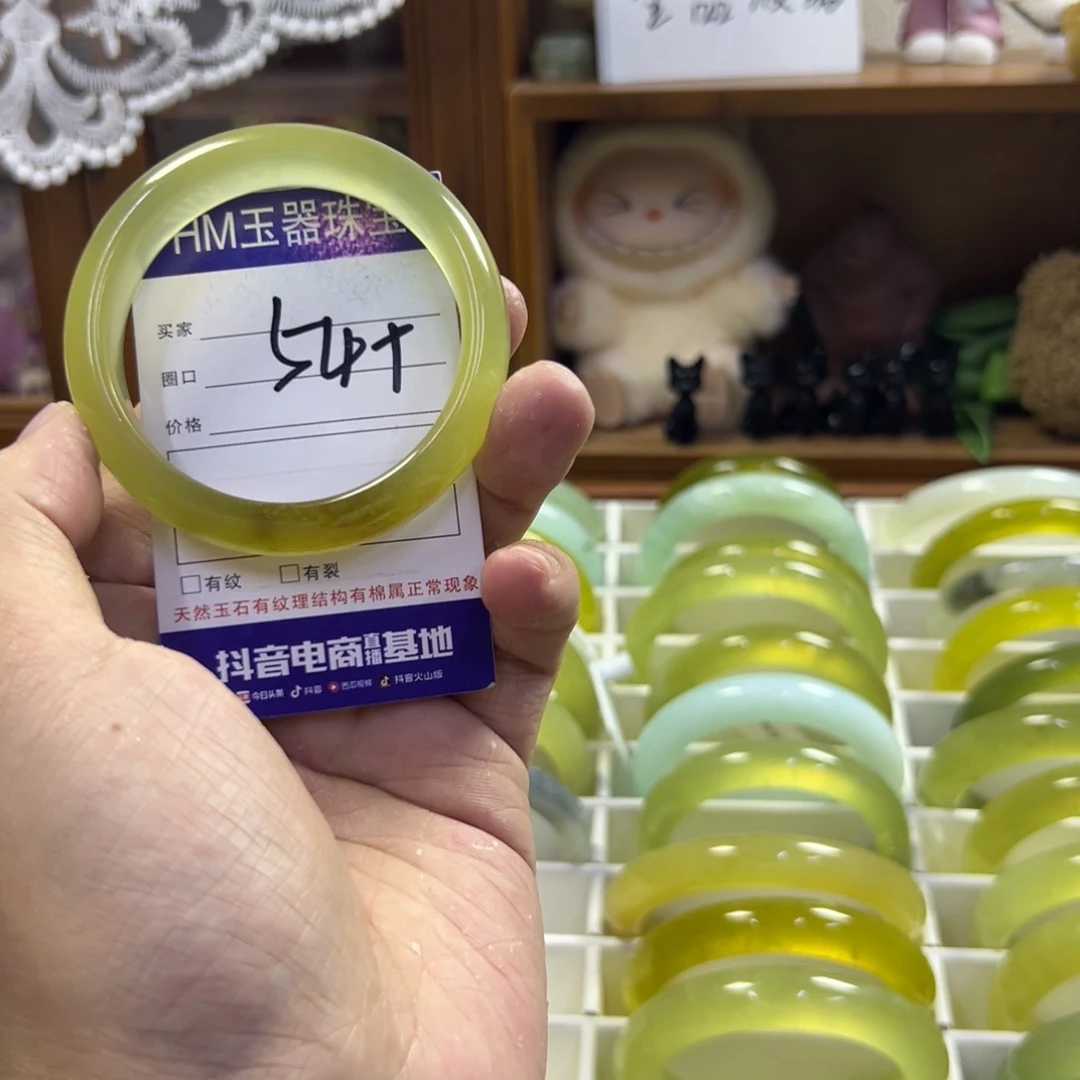 HM玉器珠宝
买家
54+
圈口
价格
有纹 有裂
天然玉石有纹理结构有棉属正常现象
抖音电商直播基地
今日头条 抖音 西瓜视频 抖音火山版